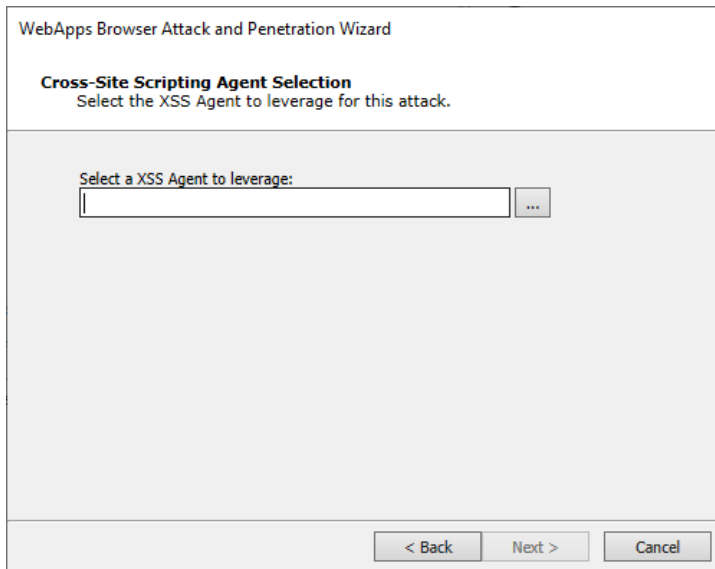 WebApps Browser Attack and Penetration Wizard
Cross-Site Scripting Agent Selection
Select the XSS Agent to leverage for this attack.
Select a XSS Agent to leverage:
...
< Back
Next >
Cancel